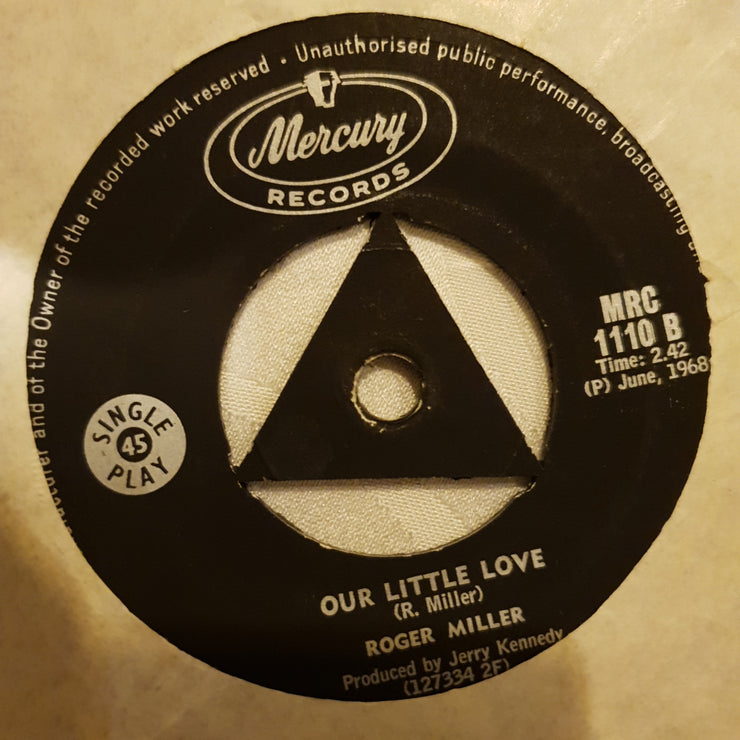 and of the Owner of the recorded work reserved • Unauthorised public performance, broadcasting
Mercury
RECORDS
MRC
1110 B
Time: 2.42
(P) June, 1968
SINGLE
45
PLAY
OUR LITTLE LOVE
(R. Miller)
ROGER MILLER
Produced by Jerry Kennedy
(127334 2F)